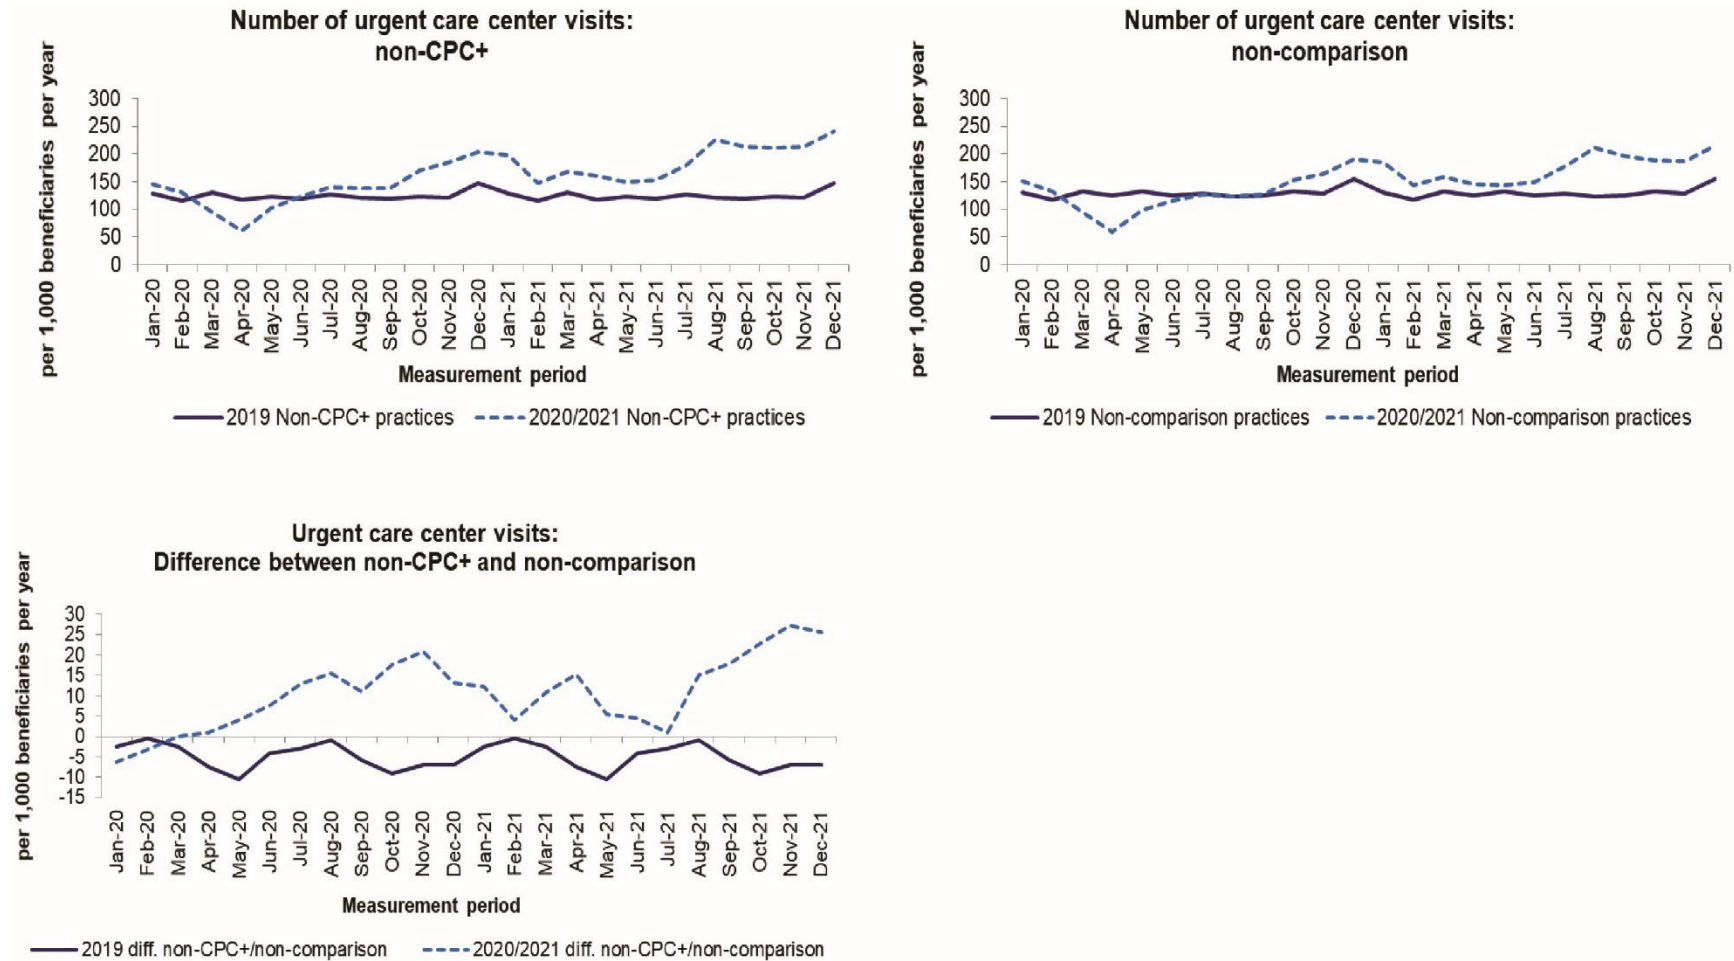 Number of urgent care center visits:
non-CPC+
per 1,000 beneficiaries per year
300
250
200
150
100
50
0
Jan-20
Feb-20
Mar-20
Apr-20
May-20
Jun-20
Jul-20
Aug-20
Sep-20
Oct-20
Nov-20
Dec-20
Jan-21
Feb-21
Mar-21
Apr-21
May-21
Jun-21
Jul-21
Aug-21
Sep-21
Oct-21
Nov-21
Dec-21
Measurement period
2019 Non-CPC+ practices
2020/2021 Non-CPC+ practices
Number of urgent care center visits:
non-comparison
per 1,000 beneficiaries per year
300
250
200
150
100
50
0
Jan-20
Feb-20
Mar-20
Apr-20
May-20
Jun-20
Jul-20
Aug-20
Sep-20
Oct-20
Nov-20
Dec-20
Jan-21
Feb-21
Mar-21
Apr-21
May-21
Jun-21
Jul-21
Aug-21
Sep-21
Oct-21
Nov-21
Dec-21
Measurement period
2019 Non-comparison practices
2020/2021 Non-comparison practices
Urgent care center visits:
Difference between non-CPC+ and non-comparison
per 1,000 beneficiaries per year
30
25
20
15
10
5
0
-5
-10
-15
Jan-20
Feb-20
Mar-20
Apr-20
May-20
Jun-20
Jul-20
Aug-20
Sep-20
Oct-20
Nov-20
Dec-20
Jan-21
Feb-21
Mar-21
Apr-21
May-21
Jun-21
Jul-21
Aug-21
Sep-21
Oct-21
Nov-21
Dec-21
Measurement period
2019 diff. non-CPC+/non-comparison
2020/2021 diff. non-CPC+/non-comparison